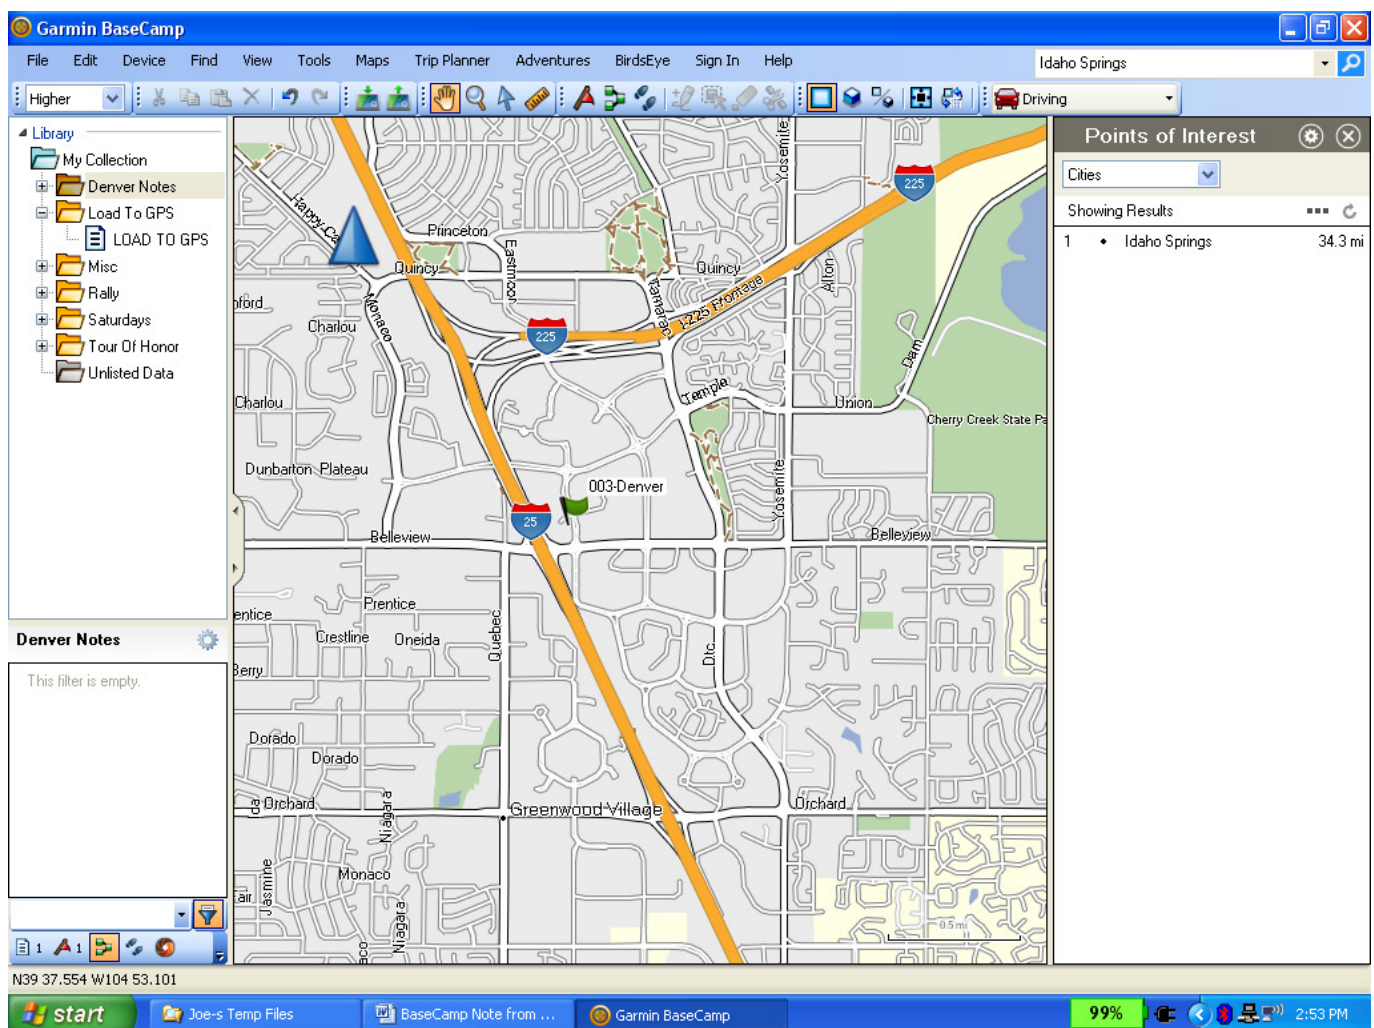 Garmin BaseCamp
File Edit Device Find View Tools Maps Trip Planner Adventures BirdsEye Sign In Help
Idaho Springs
Higher
Driving
Library
My Collection
Denver Notes
Load To GPS
LOAD TO GPS
Misc
Rally
Saturdays
Tour Of Honor
Unlisted Data
Denver Notes
This filter is empty.
1 1
Yosemite
225
Happy Ca
Princeton
Eastmoor
Quincy
Quincy
Alton
Tamarac
I-225 Frontage
Monaco
Charlou
225
Dam
Temple
Union
Charlou
Cherry Creek State Pa
Dunbarton Plateau
Yosemite
003-Denver
25
Belleview
Belleview
Prentice
entice
Crestline
Oneida
Quebec
Dtc
Berry
Dorado
Dorado
Orchard
Niagara
Greenwood Village
Orchard
Jasmine
Monaco
Niagara
0.5 mi
Points of Interest
Cities
Showing Results
1 • Idaho Springs 34.3 mi
N39 37.554 W104 53.101
start
Joe-s Temp Files
BaseCamp Note from ...
Garmin BaseCamp
99%
2:53 PM